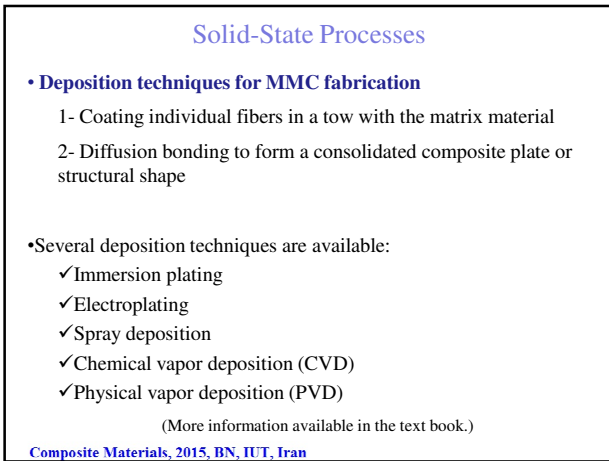 Solid-State Processes
• Deposition techniques for MMC fabrication
1- Coating individual fibers in a tow with the matrix material
2- Diffusion bonding to form a consolidated composite plate or
structural shape
•Several deposition techniques are available:
✓Immersion plating
✓Electroplating
✓Spray deposition
✓Chemical vapor deposition (CVD)
✓Physical vapor deposition (PVD)
(More information available in the text book.)
Composite Materials, 2015, BN, IUT, Iran